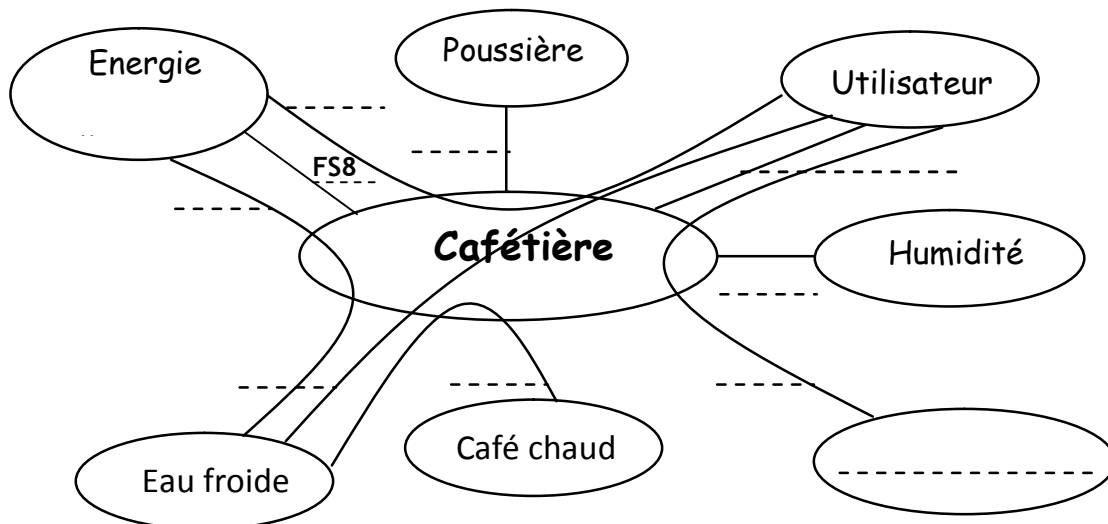 Energie
Poussière
Utilisateur
FS8
Cafétière
Humidité
Café chaud
Eau froide